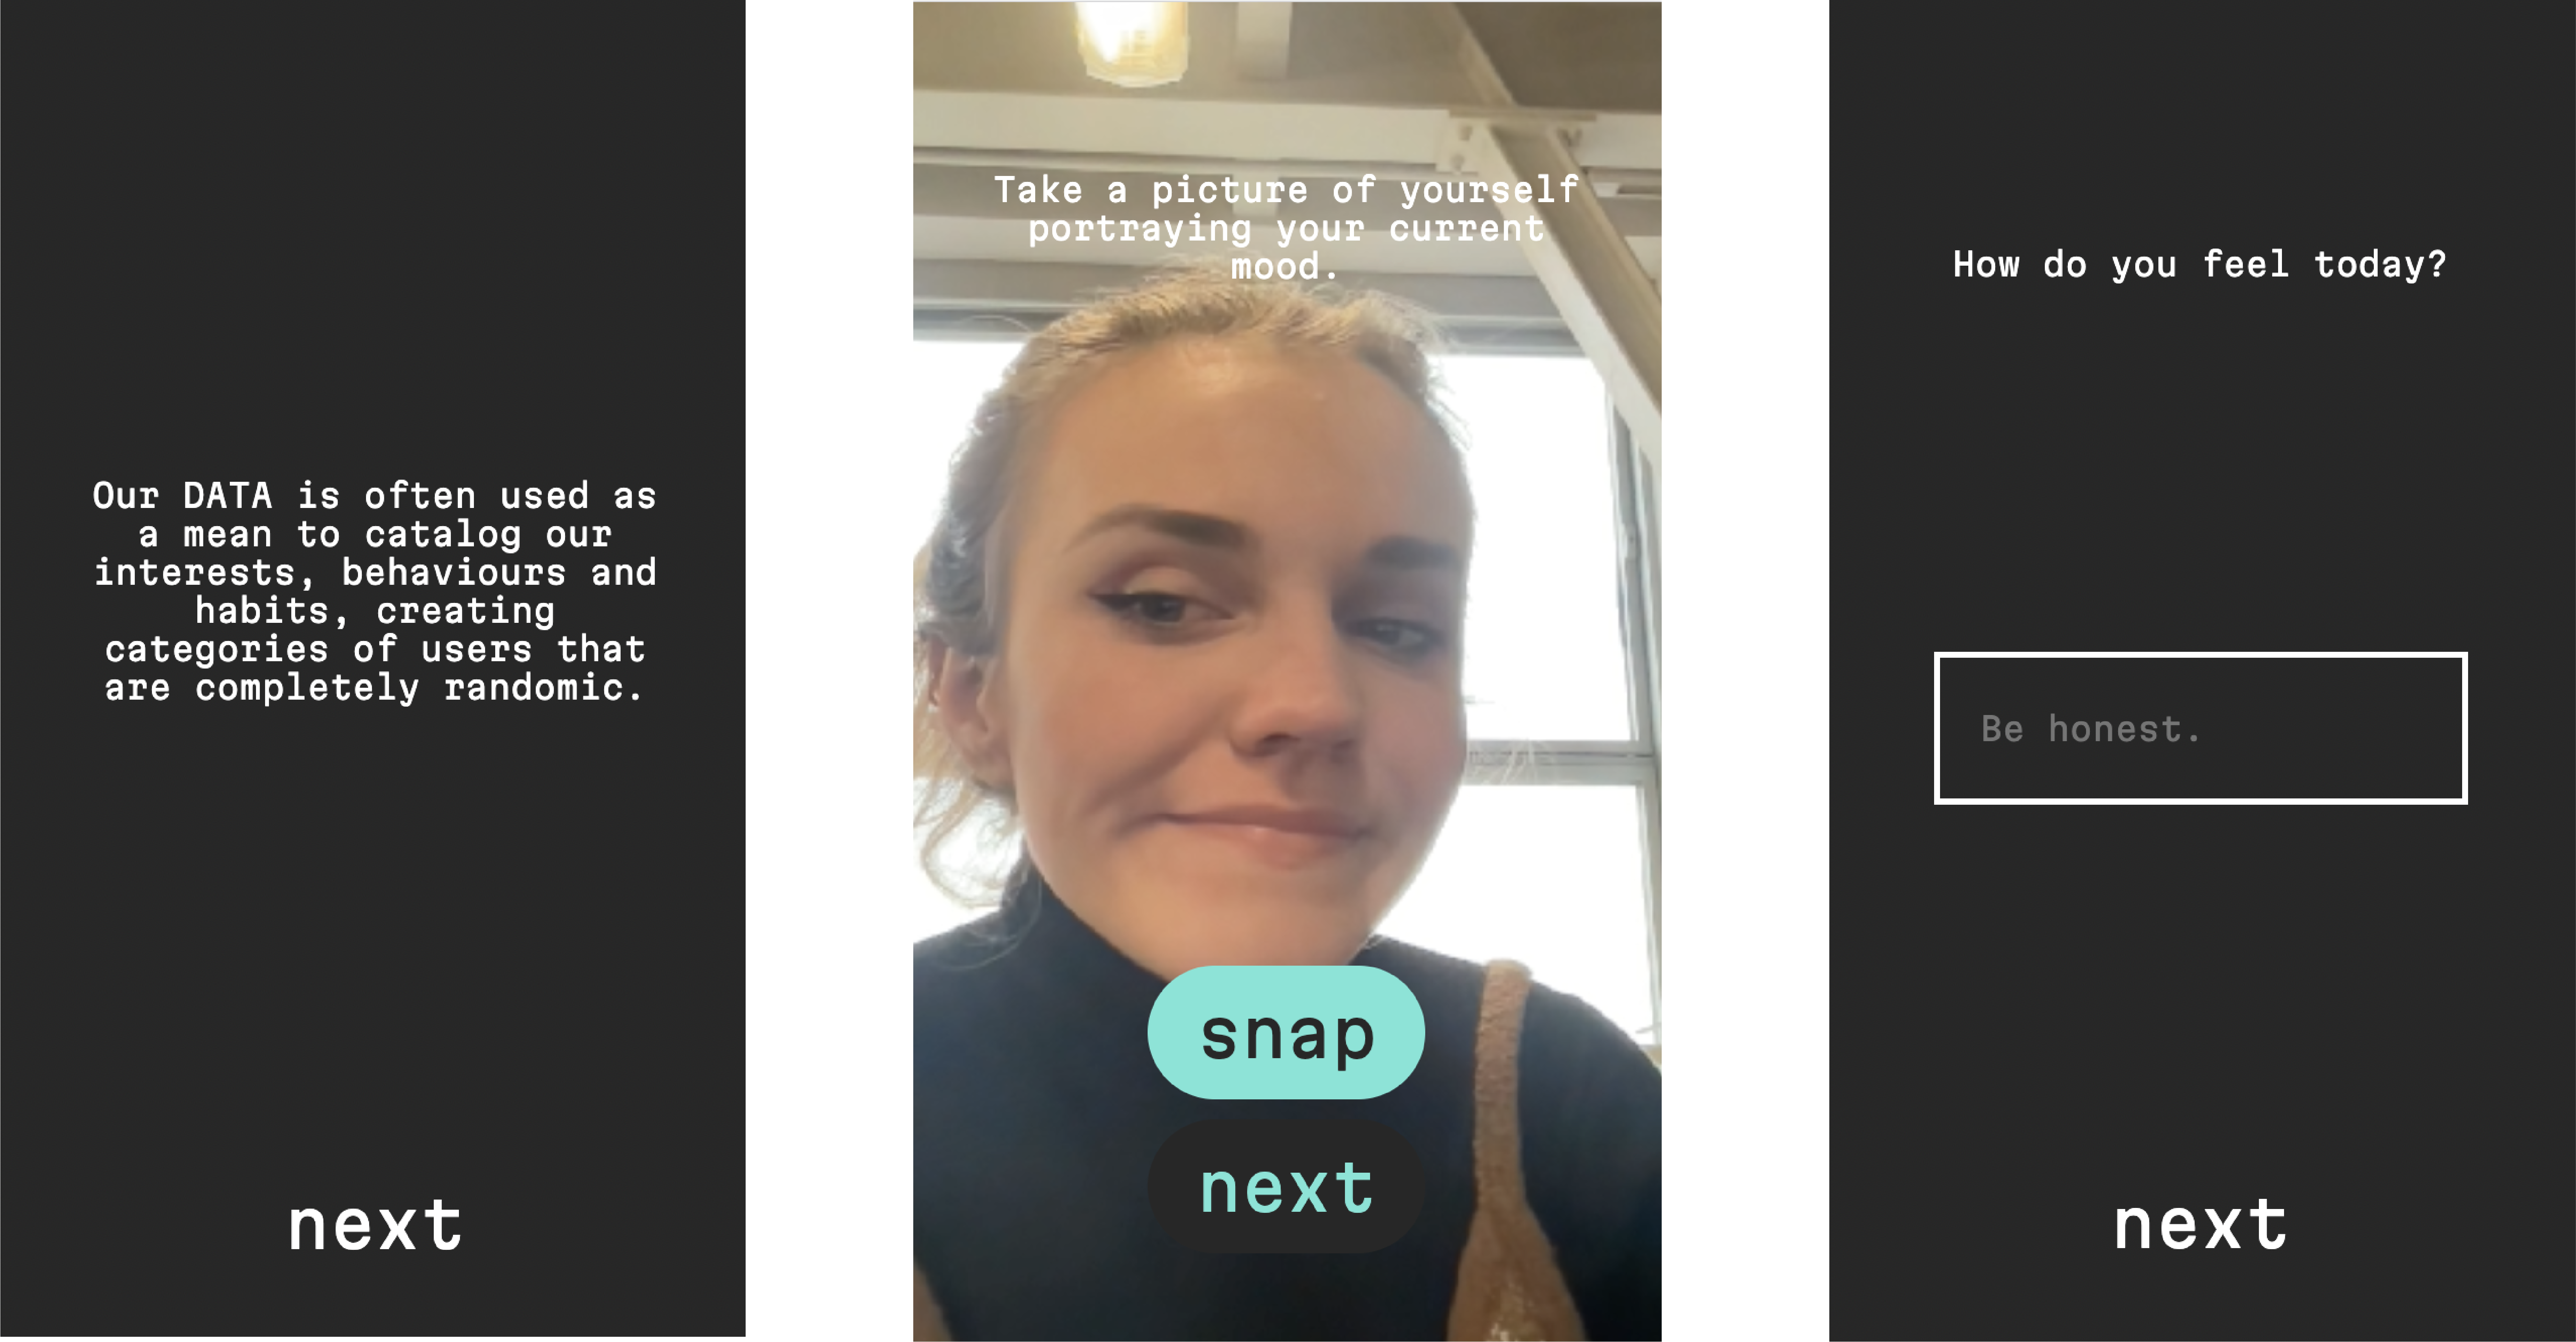 Our DATA is often used as
a mean to catalog our
interests, behaviours and
habits, creating
categories of users that
are completely randomic.
next
Take a picture of yourself
portraying your current
mood.
snap
next
How do you feel today?
Be honest.
next